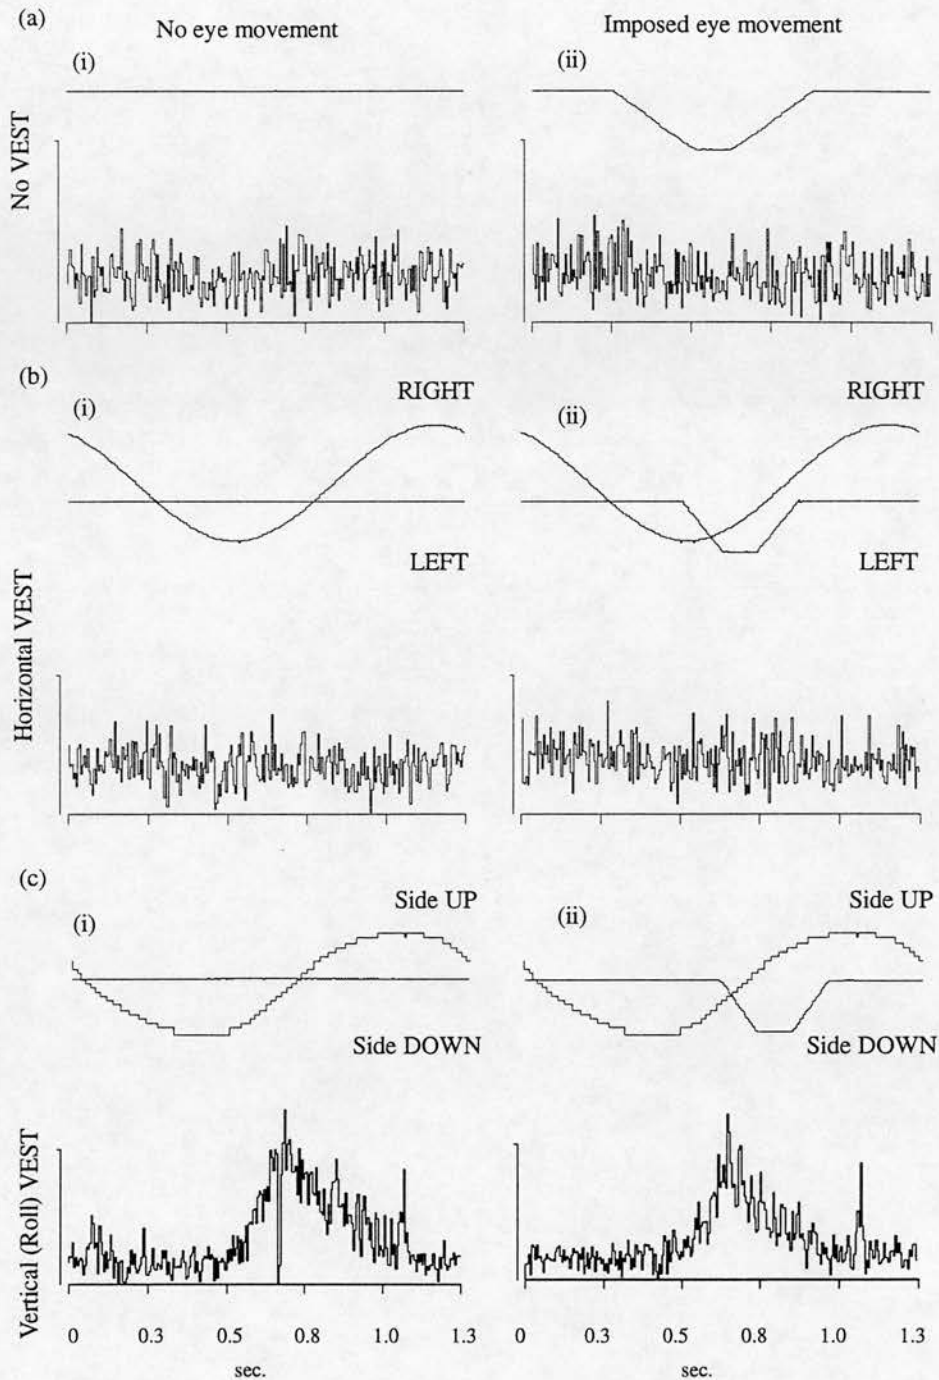 (a)
No eye movement
Imposed eye movement
(i)
(ii)
No VEST
(b)
(i)
RIGHT
(ii)
RIGHT
LEFT
LEFT
Horizontal VEST
(c)
(i)
Side UP
(ii)
Side UP
Side DOWN
Side DOWN
Vertical (Roll) VEST
0 0.3 0.5 0.8 1.0 1.3
0 0.3 0.5 0.8 1.0 1.3
sec.
sec.